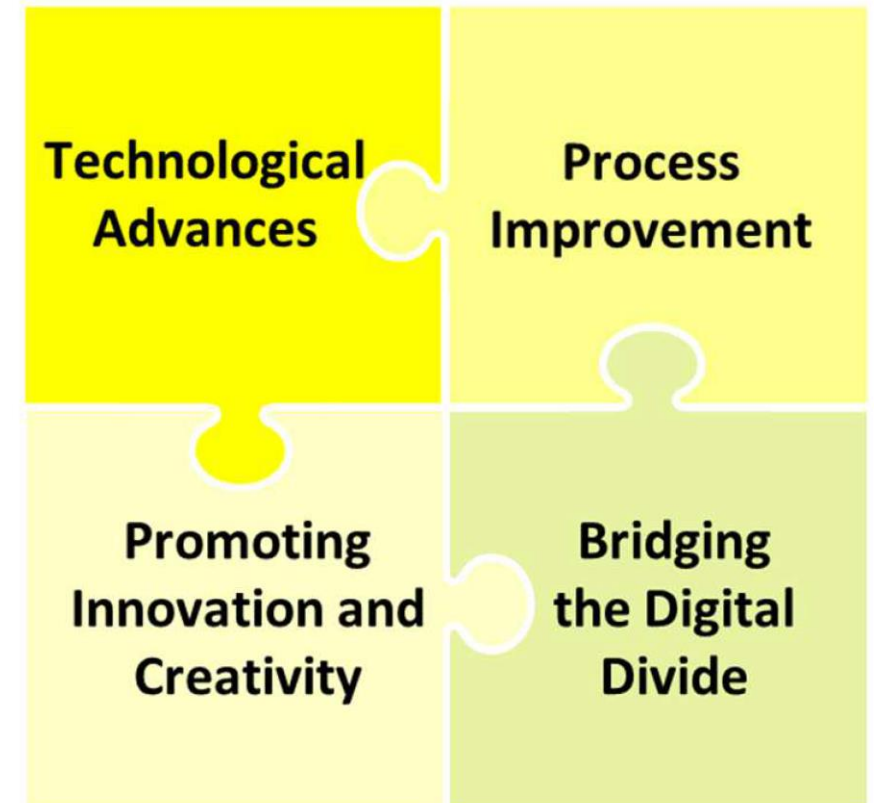 Technological
Advances
Process
Improvement
Promoting
Innovation and
Creativity
Bridging
the Digital
Divide